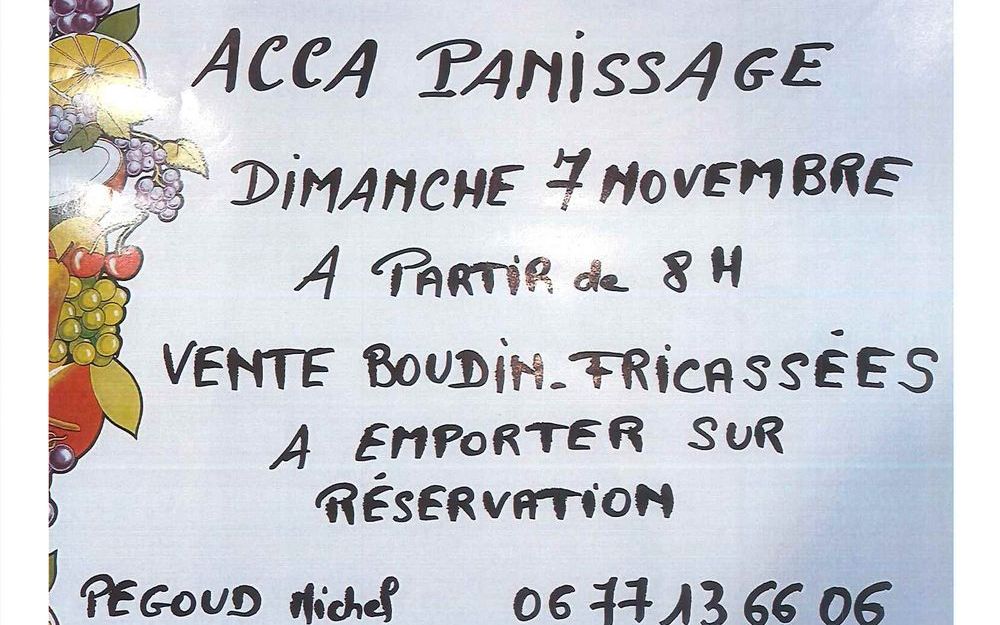 ACCA PANISSAGE
DIMANCHE 7 NOVEMBRE
A PARTIR de 8H
VENTE BOUDIN_FRICASSÉES
A EMPORTER SUR
RÉSERVATION
PEGOUD Michel 06 77 13 66 06